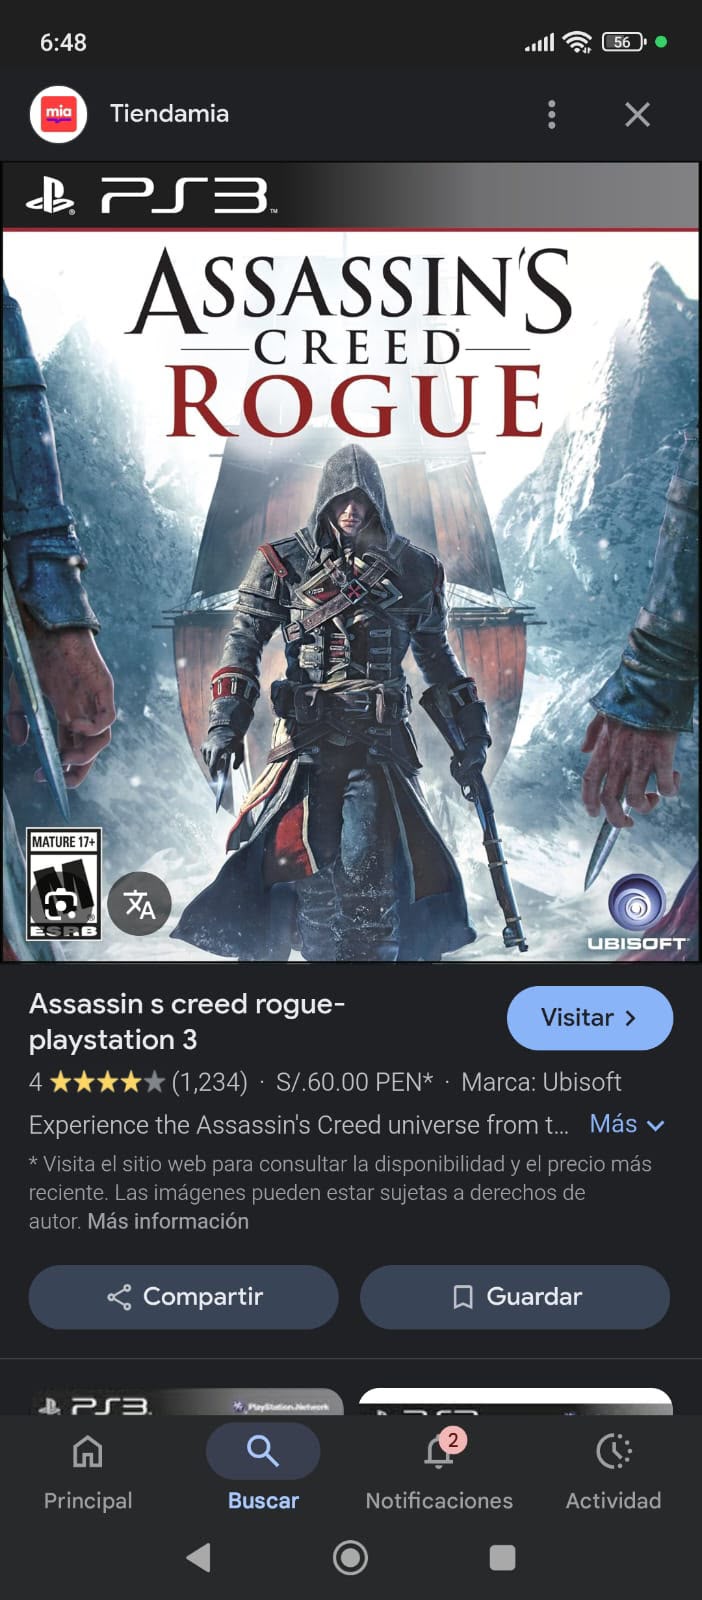 6:48
56
mia
Tiendamia
PS3
ASSASSIN'S
CREED
ROGUE
MATURE 17+
M
ESRB
UBISOFT
Assassin s creed rogue-
playstation 3
Visitar
4 ★★★★★ (1,234) · S/.60.00 PEN* · Marca: Ubisoft
Experience the Assassin's Creed universe from t... Más
* Visita el sitio web para consultar la disponibilidad y el precio más
reciente. Las imágenes pueden estar sujetas a derechos de
autor. Más información
Compartir
Guardar
PS3
PlayStation Network
2
Principal
Buscar
Notificaciones
Actividad